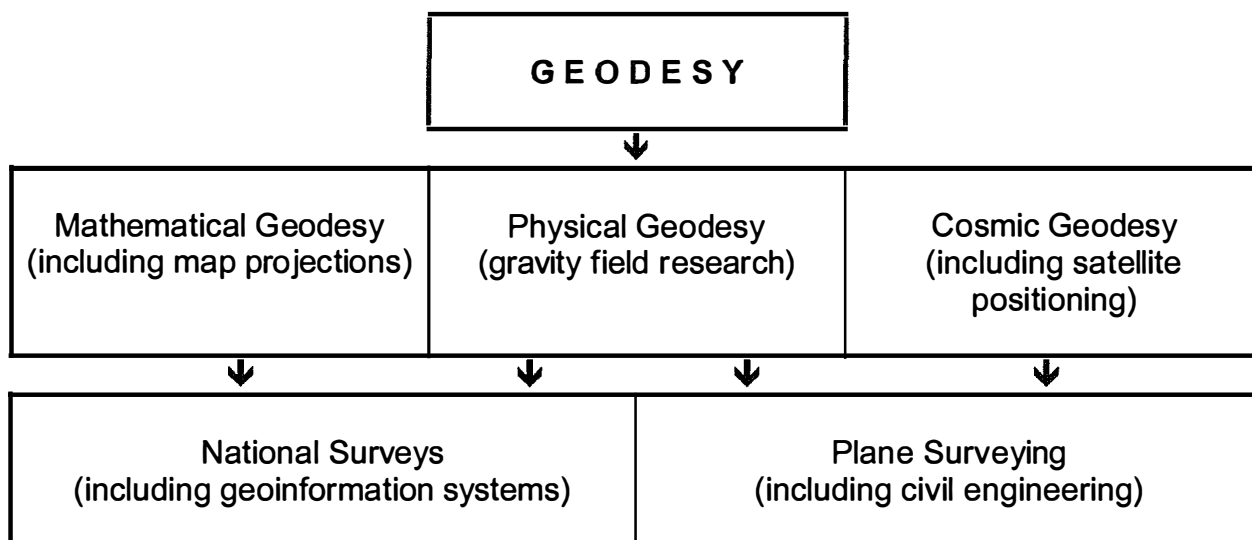 GEODESY
Mathematical Geodesy
(including map projections)
Physical Geodesy
(gravity field research)
Cosmic Geodesy
(including satellite
positioning)
National Surveys
(including geoinformation systems)
Plane Surveying
(including civil engineering)